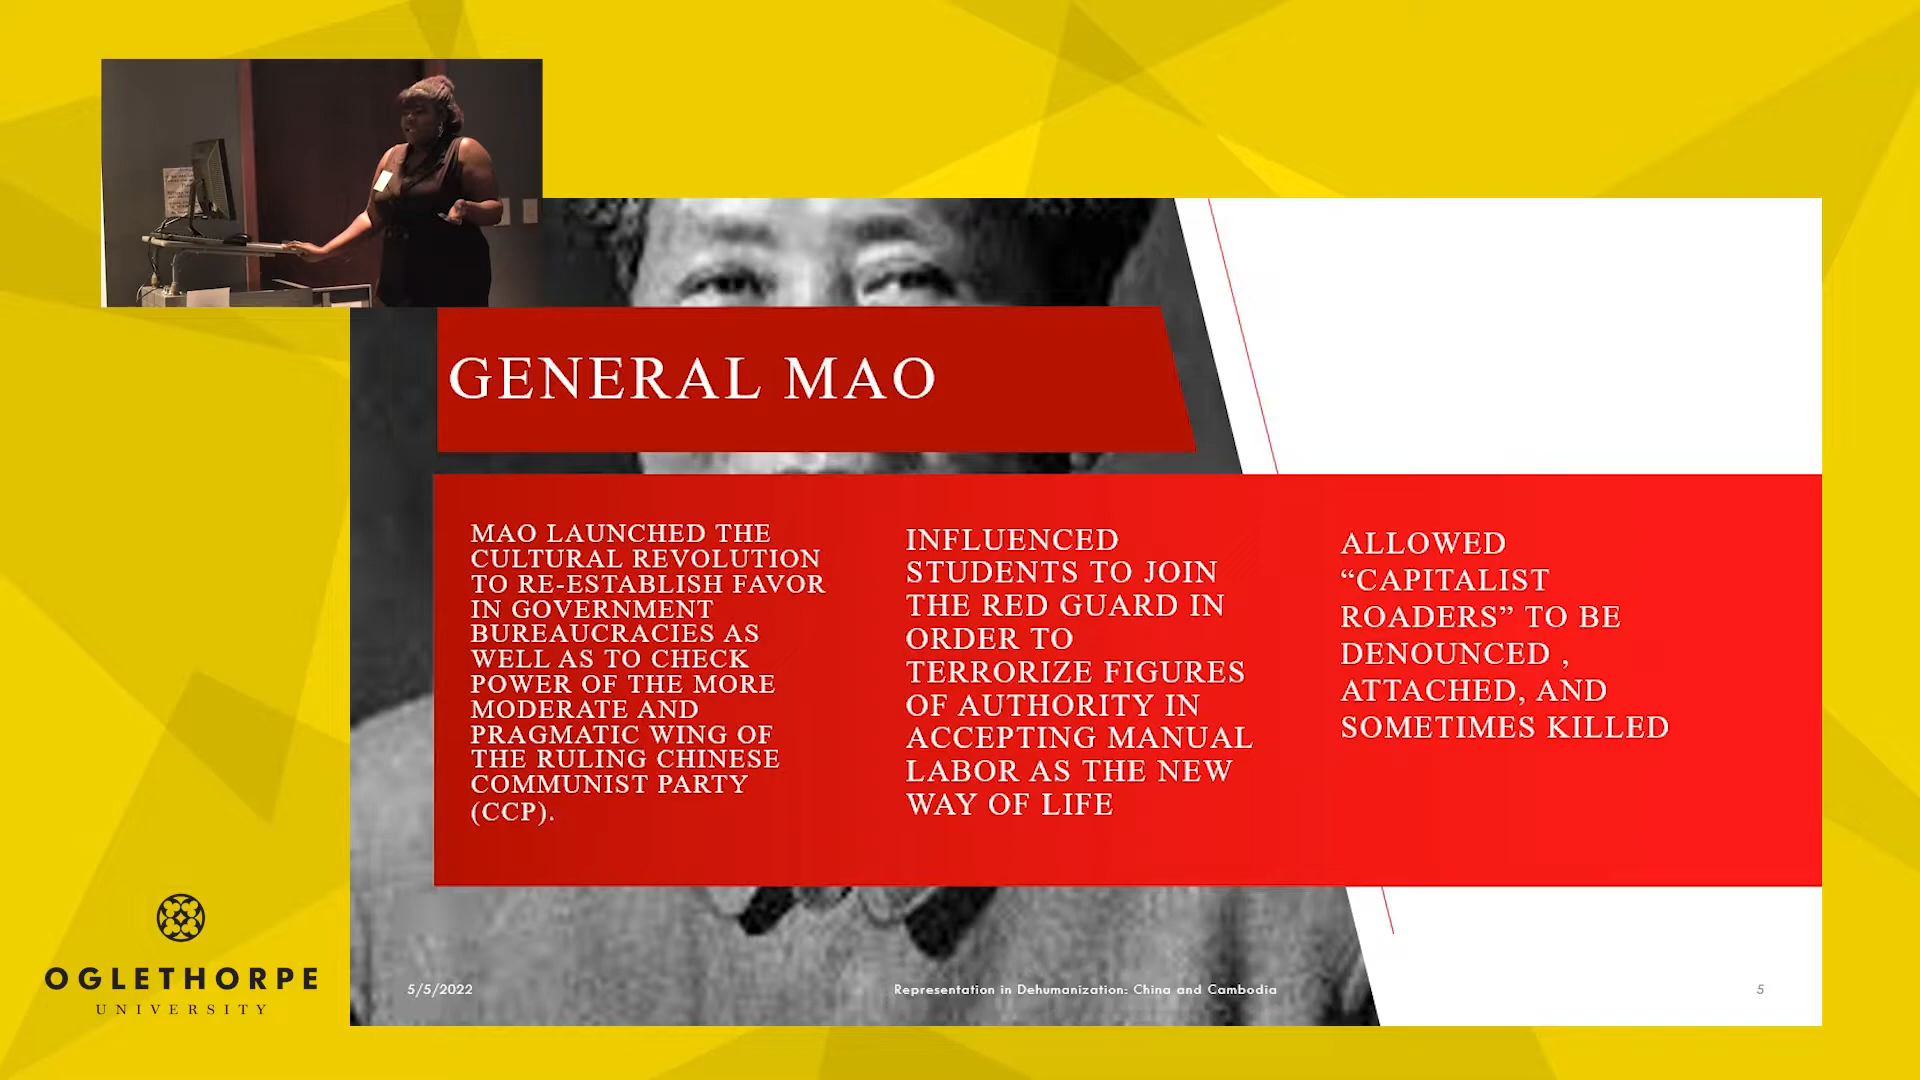 GENERAL MAO
MAO LAUNCHED THE
CULTURAL REVOLUTION
TO RE-ESTABLISH FAVOR
IN GOVERNMENT
BUREAUCRACIES AS
WELL AS TO CHECK
POWER OF THE MORE
MODERATE AND
PRAGMATIC WING OF
THE RULING CHINESE
COMMUNIST PARTY
(CCP).
INFLUENCED
STUDENTS TO JOIN
THE RED GUARD IN
ORDER TO
TERRORIZE FIGURES
OF AUTHORITY IN
ACCEPTING MANUAL
LABOR AS THE NEW
WAY OF LIFE
ALLOWED
“CAPITALIST
ROADERS” TO BE
DENOUNCED ,
ATTACHED, AND
SOMETIMES KILLED
5/5/2022
Representation in Dehumanization: China and Cambodia
5
OGLETHORPE
UNIVERSITY